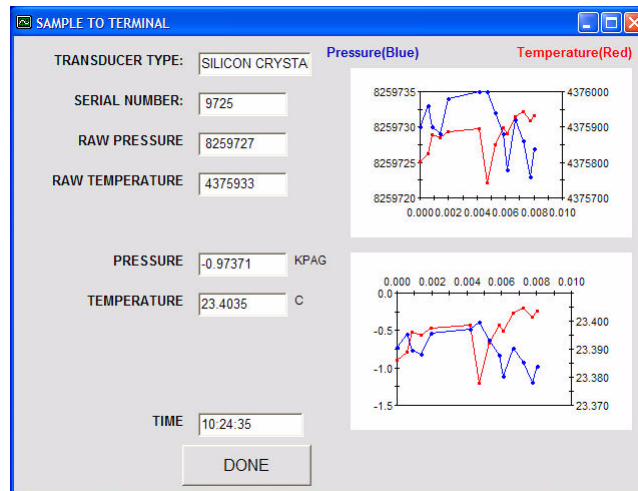 SAMPLE TO TERMINAL
TRANSDUCER TYPE: SILICON CRYSTA
SERIAL NUMBER: 9725
RAW PRESSURE 8259727
RAW TEMPERATURE 4375933
PRESSURE -0.97371 KPAG
TEMPERATURE 23.4035 C
TIME 10:24:35
DONE
Pressure(Blue) Temperature(Red)
8259735 4376000
8259730 4375900
8259725 4375800
8259720 4375700
0.000 0.002 0.004 0.006 0.008 0.010
0.000 0.002 0.004 0.006 0.008 0.010
0.0
-0.5 23.400
23.390
-1.0 23.380
-1.5 23.370